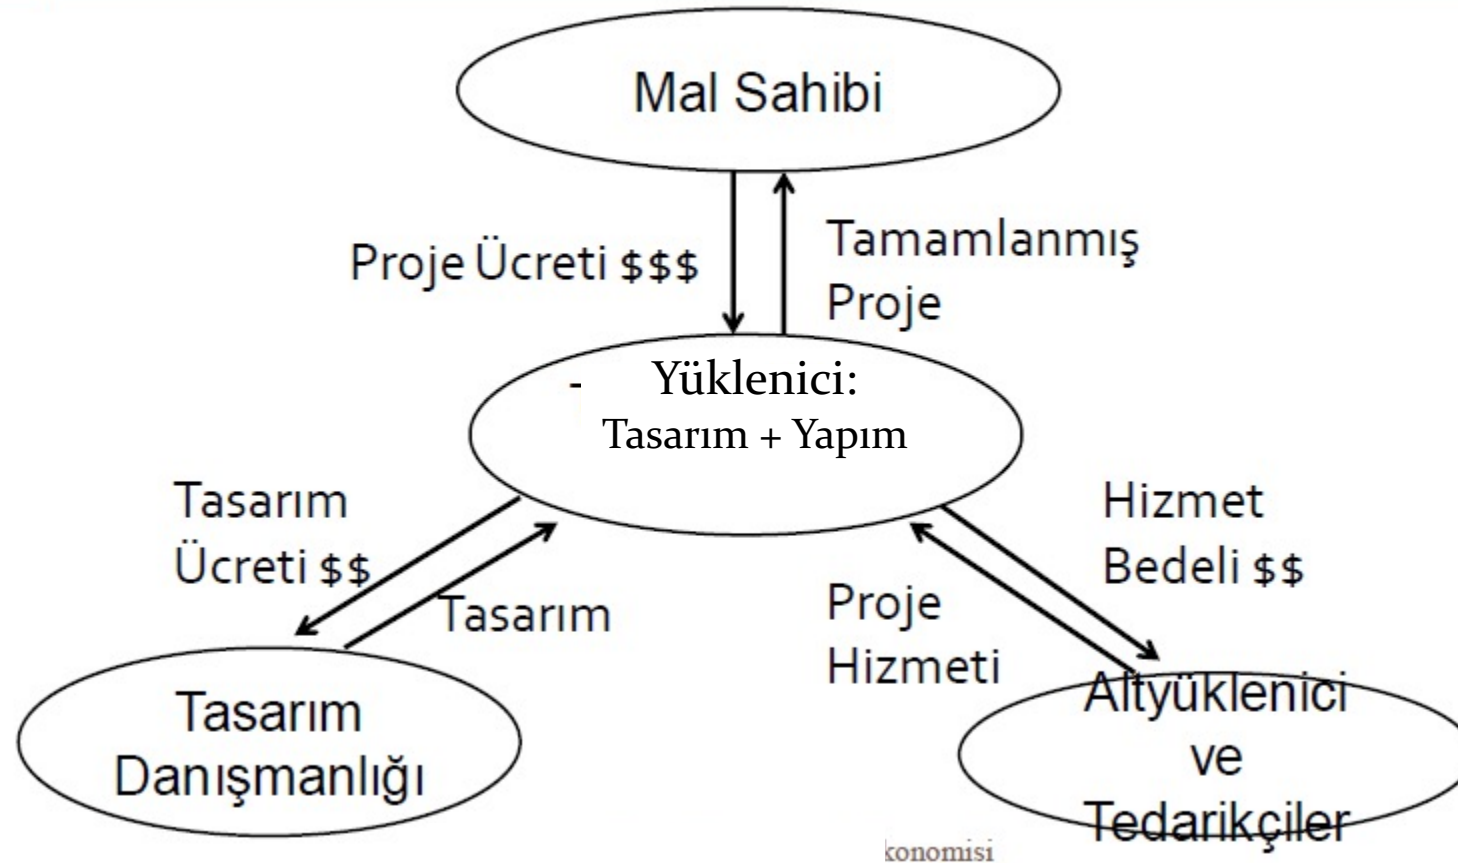 Mal Sahibi
Proje Ücreti $$$
Tamamlanmış
Proje
- Yüklenici:
Tasarım + Yapım
Tasarım
Ücreti $$
Tasarım
Hizmet
Bedeli $$
Proje
Hizmeti
Tasarım
Danışmanlığı
Altyüklenici
ve
Tedarikçiler
konomisi